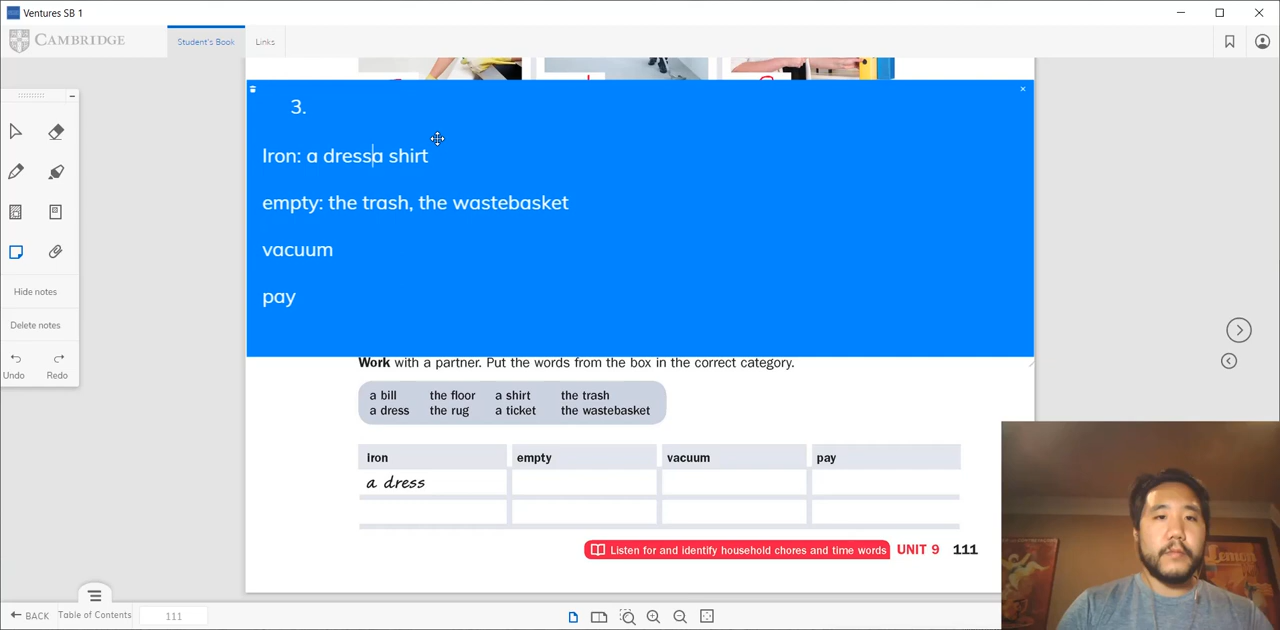 Ventures SB 1
CAMBRIDGE
Student's Book
Links
3.
Iron: a dressa shirt
empty: the trash, the wastebasket
vacuum
pay
Hide notes
Delete notes
Undo Redo
Work with a partner. Put the words from the box in the correct category.
a bill the floor a shirt the trash
a dress the rug a ticket the wastebasket
iron empty vacuum pay
a dress
Listen for and identify household chores and time words UNIT 9 111
BACK Table of Contents 111